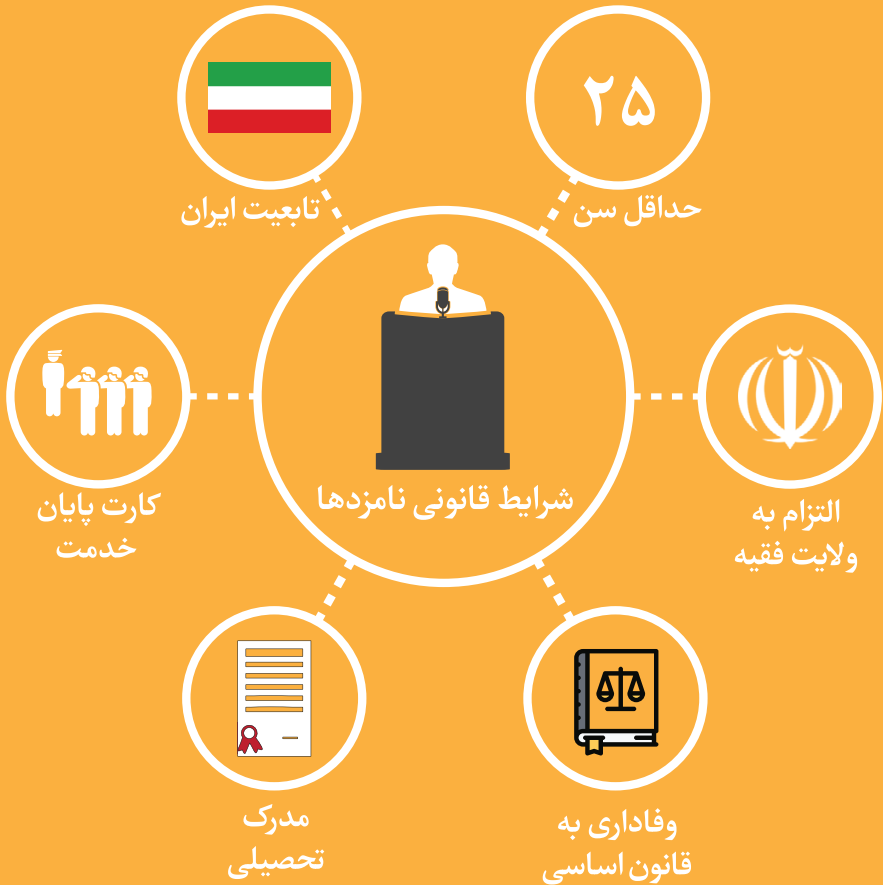 ۲۵
حداقل سن
تابعیت ایران
التزام به
ولایت فقیه
شرایط قانونی نامزدها
کارت پایان
خدمت
وفاداری به
قانون اساسی
مدرک
تحصیلی